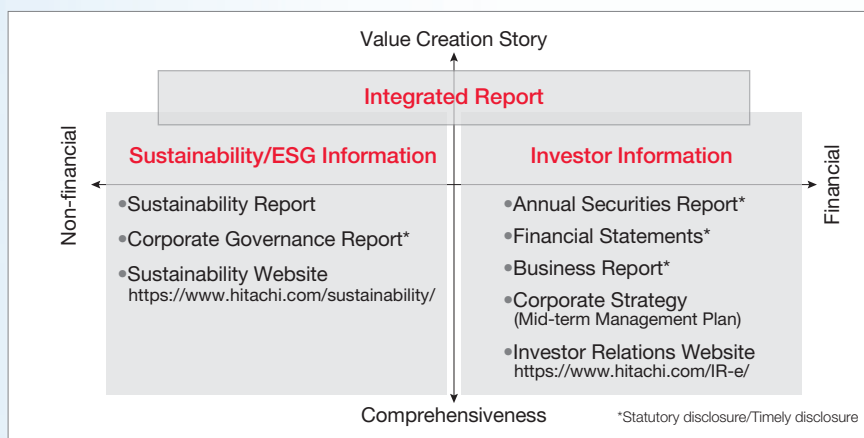 Value Creation Story
Integrated Report
Non-financial
Financial
Sustainability/ESG Information
•Sustainability Report
•Corporate Governance Report*
•Sustainability Website
https://www.hitachi.com/sustainability/
Investor Information
•Annual Securities Report*
•Financial Statements*
•Business Report*
•Corporate Strategy
(Mid-term Management Plan)
•Investor Relations Website
https://www.hitachi.com/IR-e/
Comprehensiveness
*Statutory disclosure/Timely disclosure